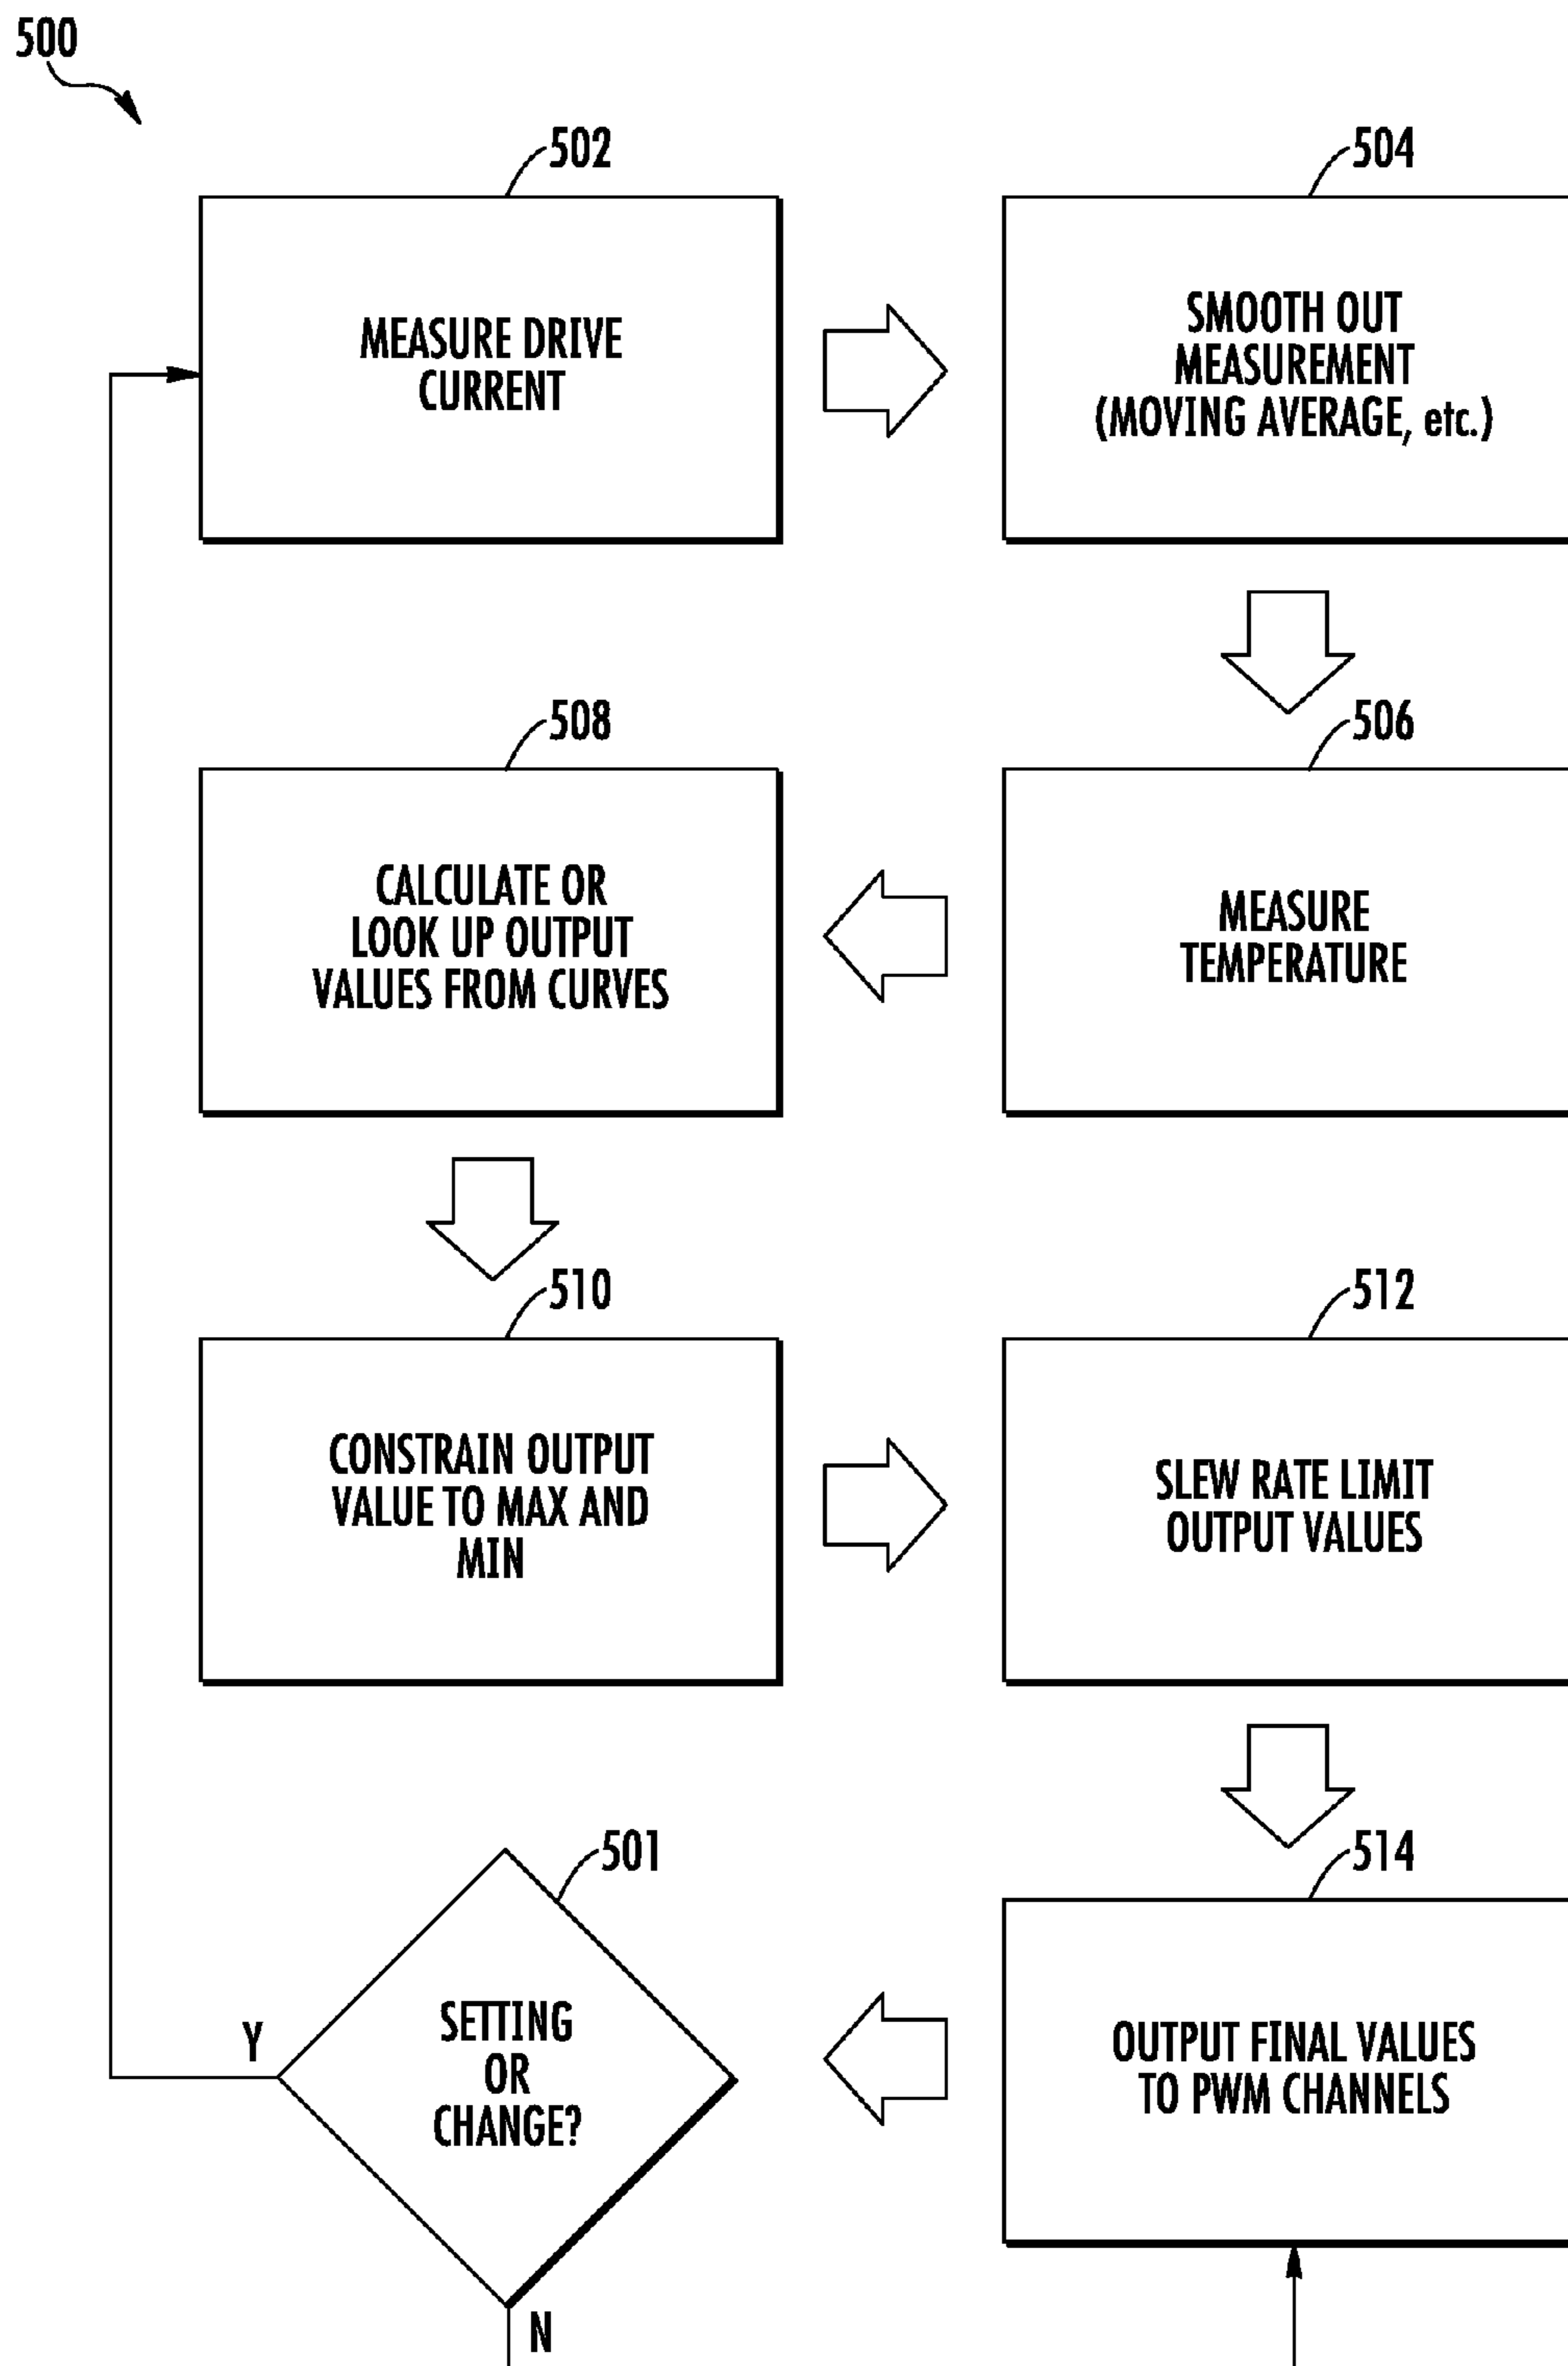 500
502
MEASURE DRIVE
CURRENT
504
SMOOTH OUT
MEASUREMENT
(MOVING AVERAGE, etc.)
508
CALCULATE OR
LOOK UP OUTPUT
VALUES FROM CURVES
506
MEASURE
TEMPERATURE
510
CONSTRAIN OUTPUT
VALUE TO MAX AND
MIN
512
SLEW RATE LIMIT
OUTPUT VALUES
501
SETTING
OR
CHANGE?
Y
N
514
OUTPUT FINAL VALUES
TO PWM CHANNELS